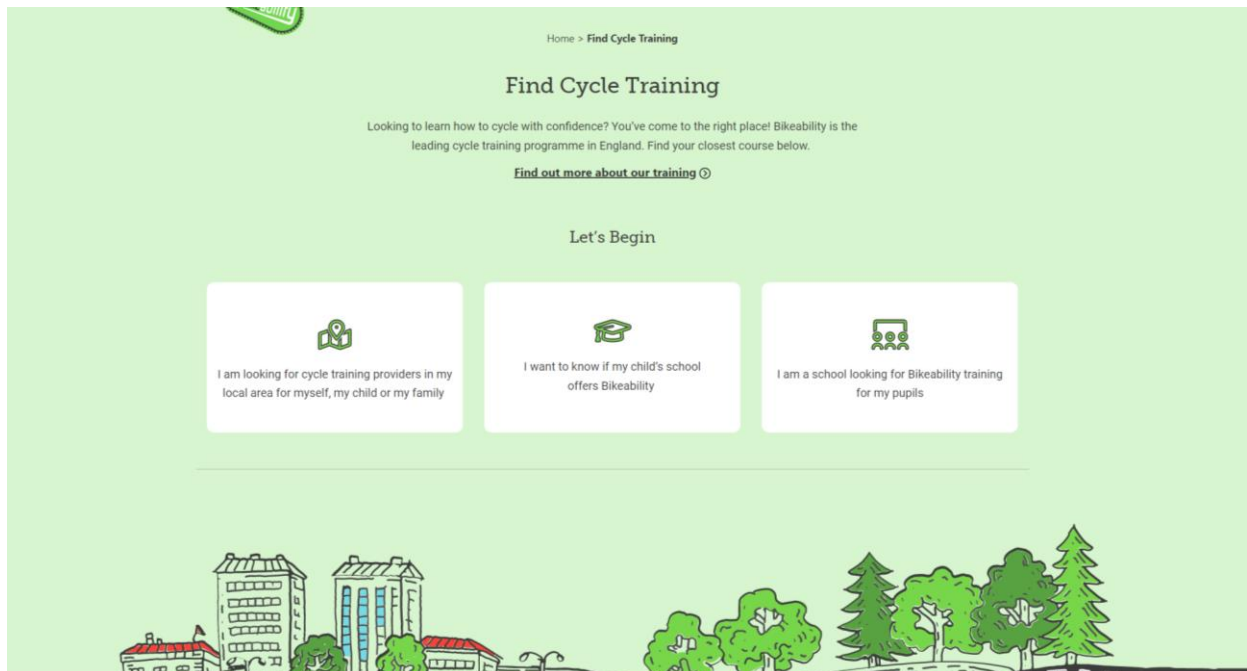 Home > Find Cycle Training
Find Cycle Training
Looking to learn how to cycle with confidence? You've come to the right place! Bikeability is the
leading cycle training programme in England. Find your closest course below.
Find out more about our training
Let's Begin
I am looking for cycle training providers in my
local area for myself, my child or my family
I want to know if my child's school
offers Bikeability
I am a school looking for Bikeability training
for my pupils